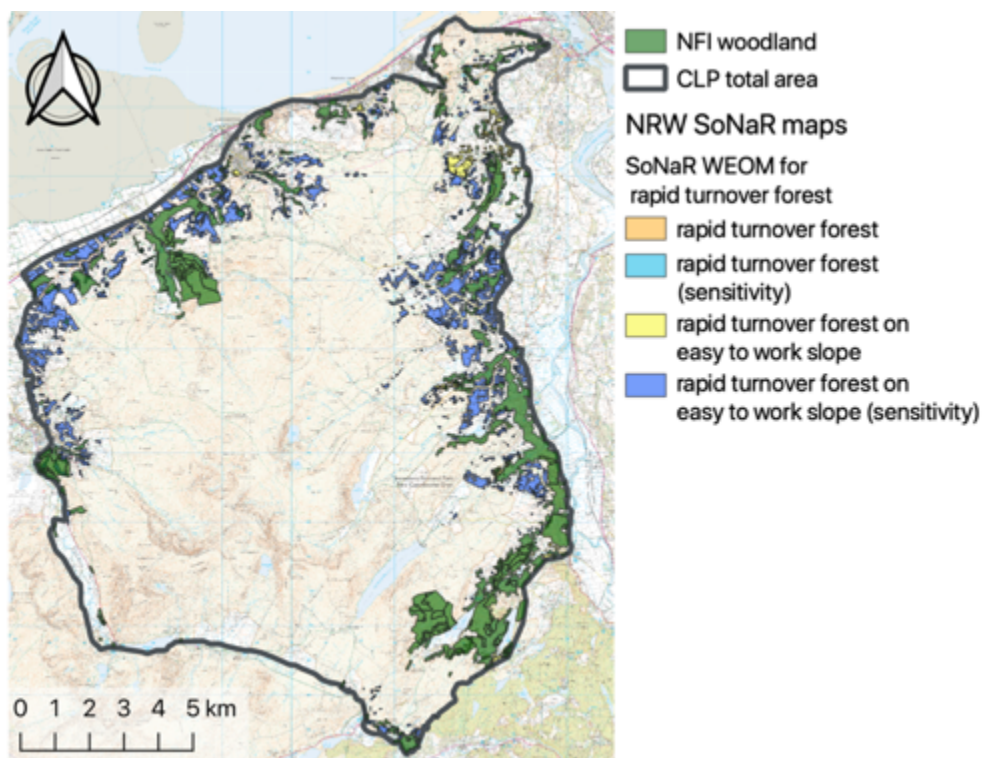 NFI woodland
CLP total area
NRW SoNaR maps
SoNaR WEOM for
rapid turnover forest
rapid turnover forest
rapid turnover forest
(sensitivity)
rapid turnover forest on
easy to work slope
rapid turnover forest on
easy to work slope (sensitivity)
0 1 2 3 4 5 km